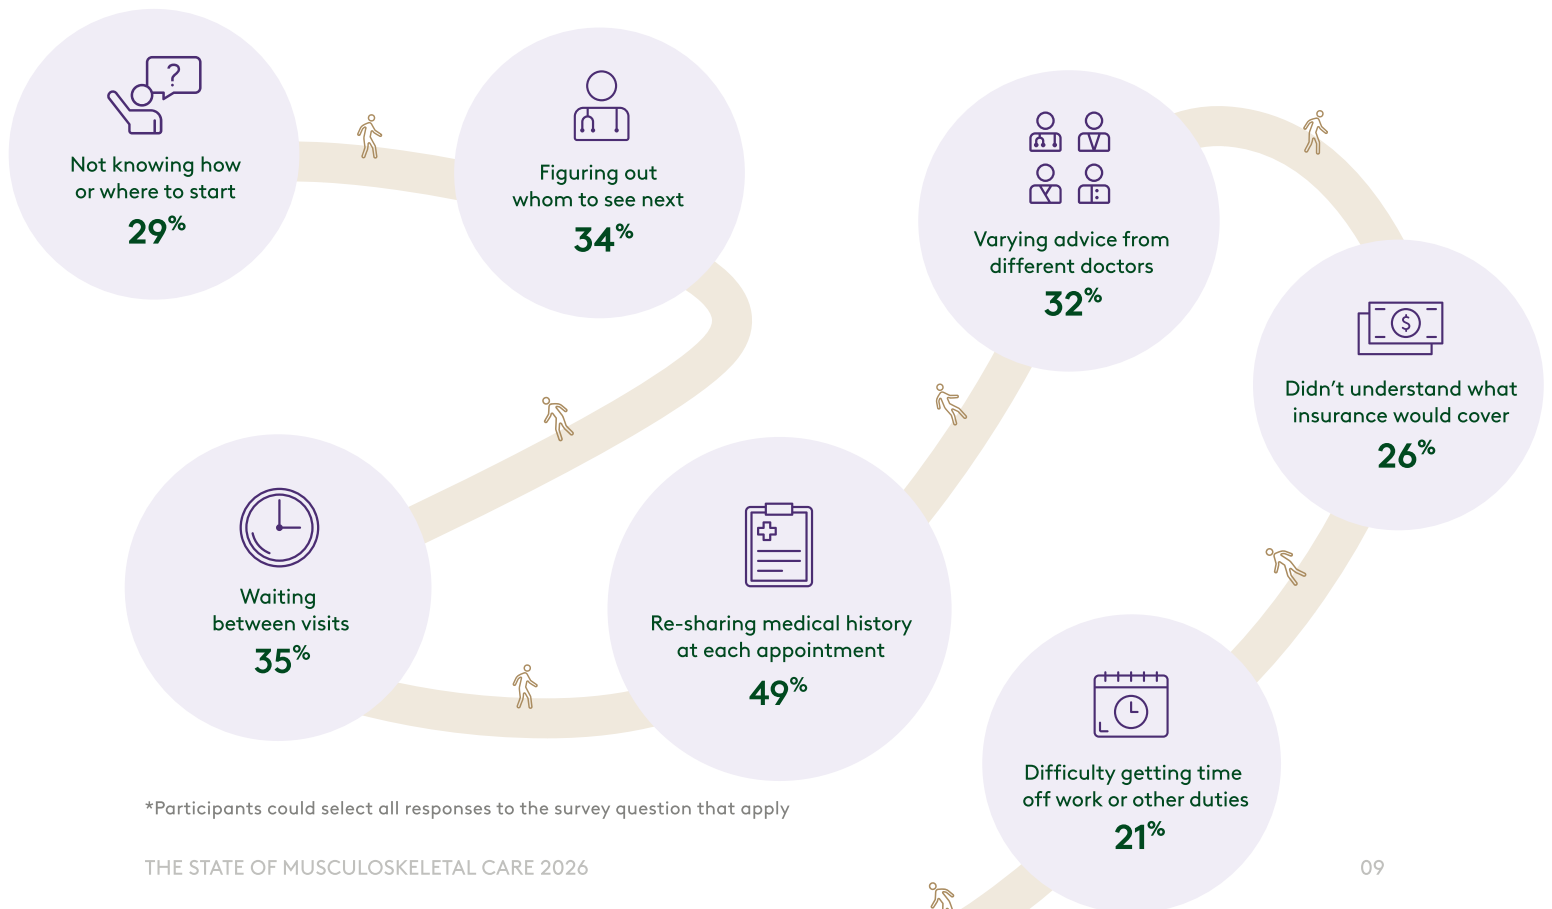 ?
Not knowing how
or where to start
29%
Figuring out
whom to see next
34%
Waiting
between visits
35%
Re-sharing medical history
at each appointment
49%
Varying advice from
different doctors
32%
$
Didn’t understand what
insurance would cover
26%
Difficulty getting time
off work or other duties
21%
*Participants could select all responses to the survey question that apply
THE STATE OF MUSCULOSKELETAL CARE 2026
09